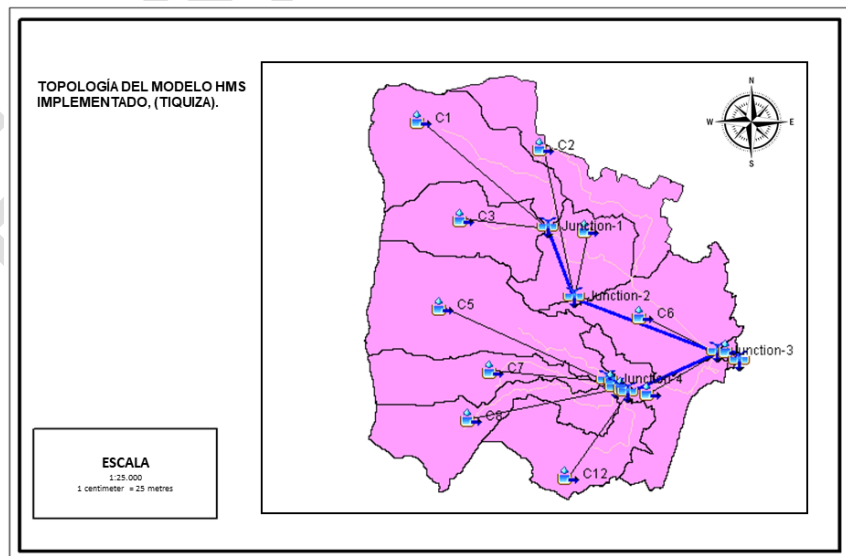 TOPOLOGÍA DEL MODELO HMS
IMPLEMENTADO, (TIQUIZA).
N
W
E
S
C1
C2
C3
Junction-1
Junction-2
C5
C6
Junction-3
C7
Junction-4
C8
C12
ESCALA
1:25.000
1 centimeter = 25 metres